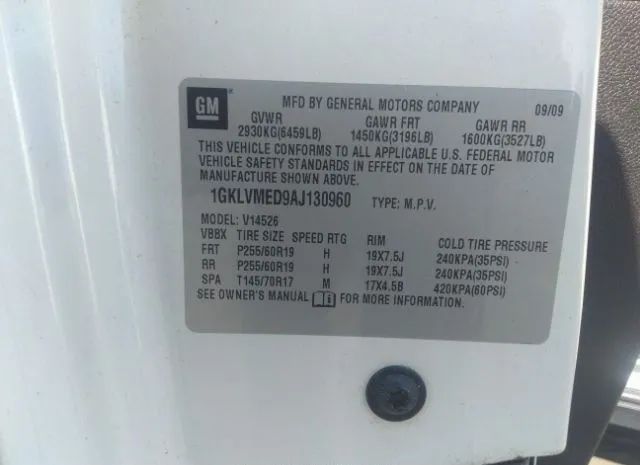 GM
MFD BY GENERAL MOTORS COMPANY 09/09
GVWR GAWR FRT GAWR RR
2930KG(6459LB) 1450KG(3196LB) 1600KG(3527LB)
THIS VEHICLE CONFORMS TO ALL APPLICABLE U.S. FEDERAL MOTOR
VEHICLE SAFETY STANDARDS IN EFFECT ON THE DATE OF
MANUFACTURE SHOWN ABOVE.
1GKLVMED9AJ130960 TYPE: M.P.V.
MODEL: V14526
VBBX TIRE SIZE SPEED RTG RIM COLD TIRE PRESSURE
FRT P255/60R19 H 19X7.5J 240KPA(35PSI)
RR P255/60R19 H 19X7.5J 240KPA(35PSI)
SPA T145/70R17 M 17X4.5B 420KPA(60PSI)
SEE OWNER'S MANUAL FOR MORE INFORMATION.